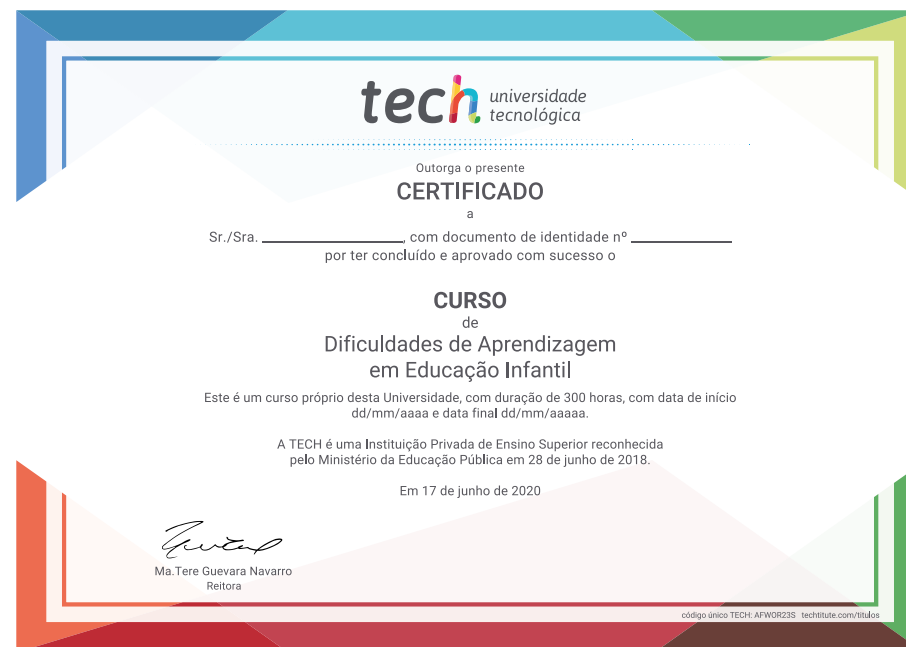 tech universidade
tecnológica
Outorga o presente
CERTIFICADO
a
Sr./Sra. ____________________, com documento de identidade nº ______________
por ter concluído e aprovado com sucesso o
CURSO
de
Dificuldades de Aprendizagem
em Educação Infantil
Este é um curso próprio desta Universidade, com duração de 300 horas, com data de início
dd/mm/aaaa e data final dd/mm/aaaaa.
A TECH é uma Instituição Privada de Ensino Superior reconhecida
pelo Ministério da Educação Pública em 28 de junho de 2018.
Em 17 de junho de 2020
Ma.Tere Guevara Navarro
Reitora
código único TECH: AFWOR23S techtitute.com/títulos